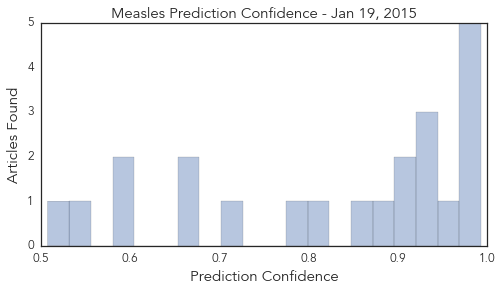 Measles Prediction Confidence - Jan 19, 2015
5
4
3
2
1
0
Articles Found
0.5 0.6 0.7 0.8 0.9 1.0
Prediction Confidence